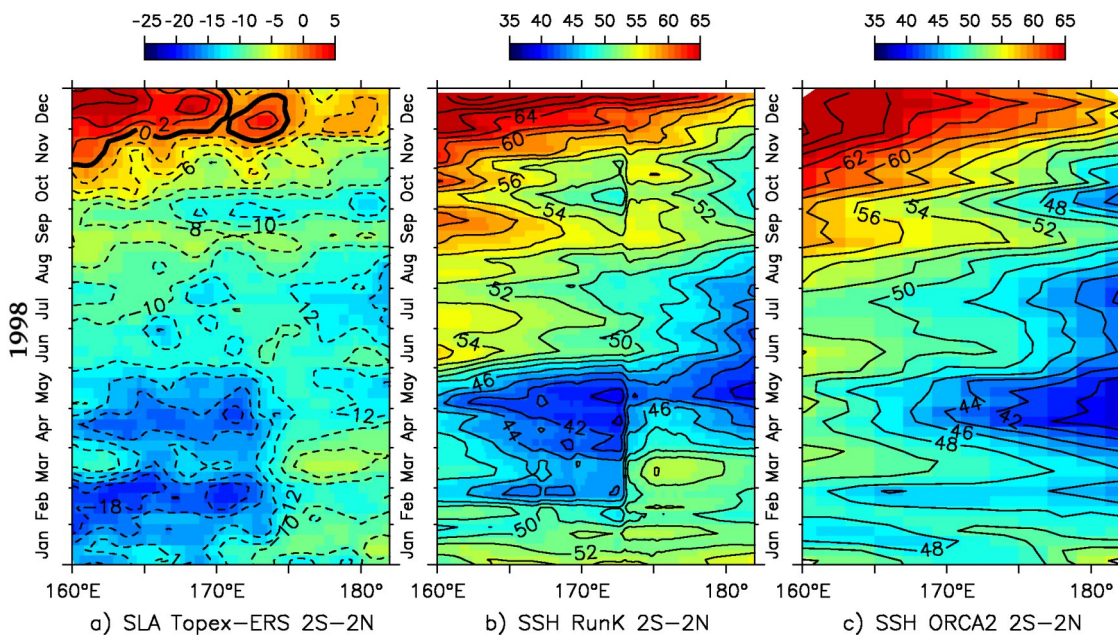 -25 -20 -15 -10 -5 0 5
35 40 45 50 55 60 65
35 40 45 50 55 60 65
1998
Dec
Nov
Oct
Sep
Aug
Jul
Jun
May
Apr
Mar
Feb
Jan
0 2
6
8 -10
-10
12
-12
-18
12
10
160°E 170° 180°
a) SLA Topex-ERS 2S-2N
Dec
Nov
Oct
Sep
Aug
Jul
Jun
May
Apr
Mar
Feb
Jan
64
60
56
54
52
52
50
54
46
46
42
44
50
52
160°E 170° 180°
b) SSH RunK 2S-2N
Dec
Nov
Oct
Sep
Aug
Jul
Jun
May
Apr
Mar
Feb
Jan
62 60
56 54
48
52
50
44
42
46
48
48
160°E 170° 180°
c) SSH ORCA2 2S-2N